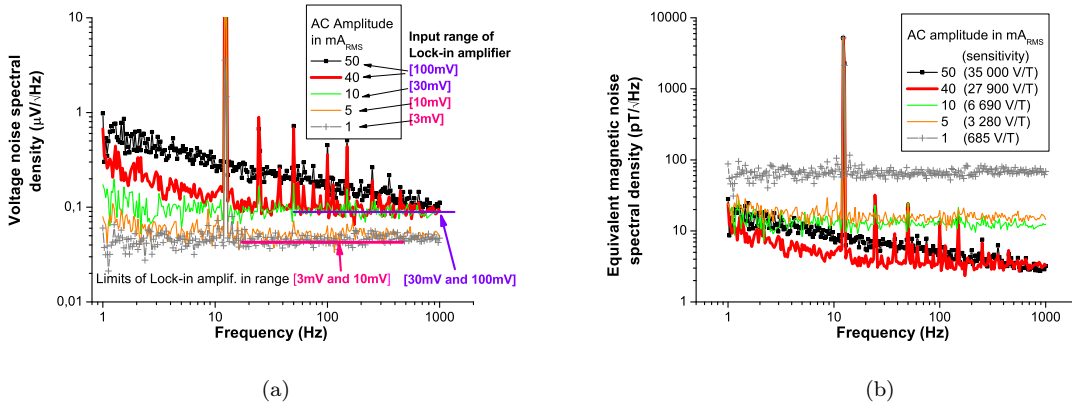 10
1
0,1
0,01
1
10
100
1000
Voltage noise spectral
density (μV/√Hz)
Frequency (Hz)
AC Amplitude
in mA_RMS
50
40
10
5
1
Input range of
Lock-in amplifier
[100mV]
[30mV]
[10mV]
[3mV]
Limits of Lock-in amplif. in range [3mV and 10mV]
[30mV and 100mV]
(a)
10000
1000
100
10
1
1
10
100
1000
Equivalent magnetic noise
spectral density (pT/√Hz)
Frequency (Hz)
AC amplitude in mA_RMS
(sensitivity)
50 (35 000 V/T)
40 (27 900 V/T)
10 (6 690 V/T)
5 (3 280 V/T)
1 (685 V/T)
(b)